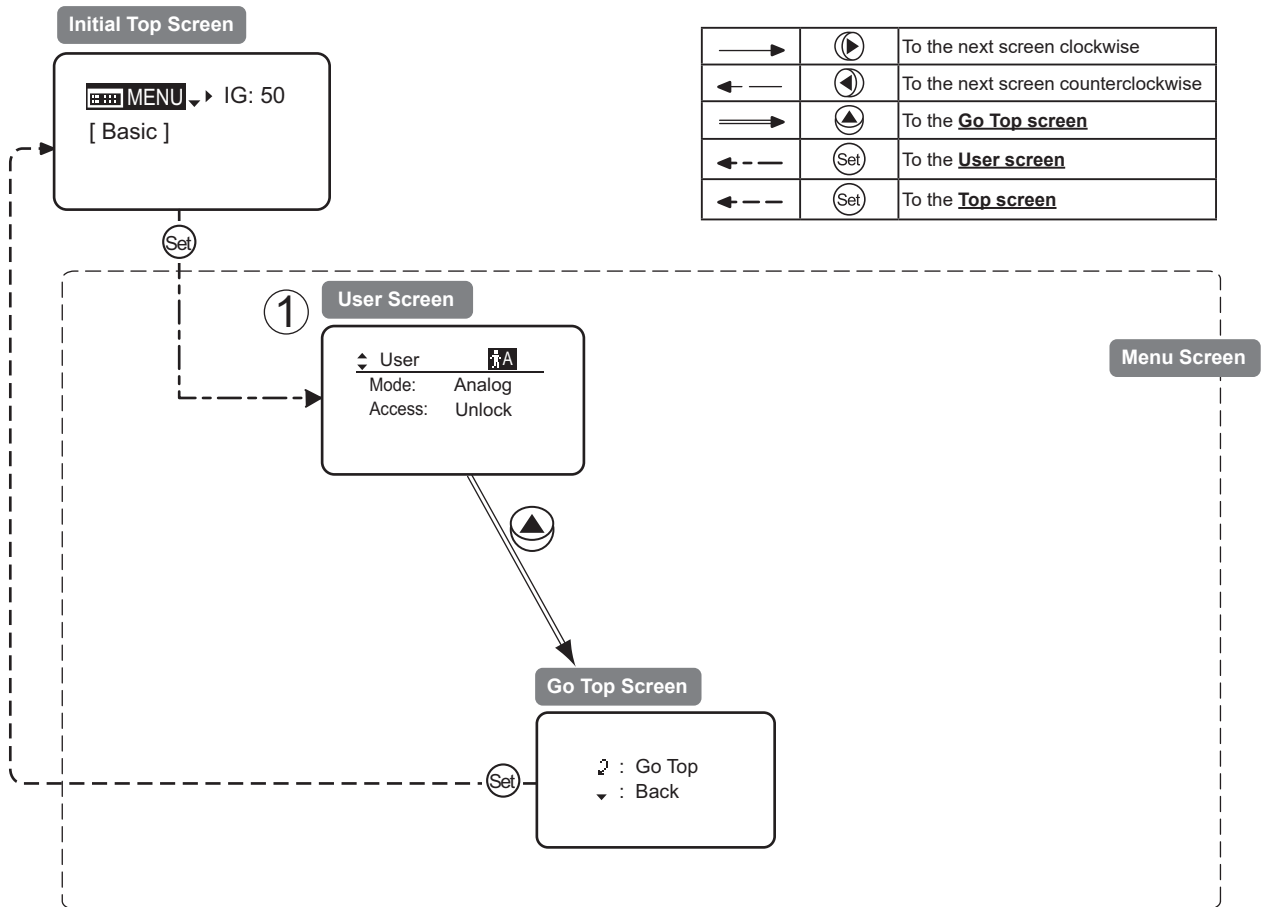 Initial Top Screen
MENU IG: 50
[ Basic ]
To the next screen clockwise
To the next screen counterclockwise
To the Go Top screen
Set To the User screen
Set To the Top screen
Set
1 User Screen
User A
Mode: Analog
Access: Unlock
Menu Screen
Go Top Screen
: Go Top
: Back
Set